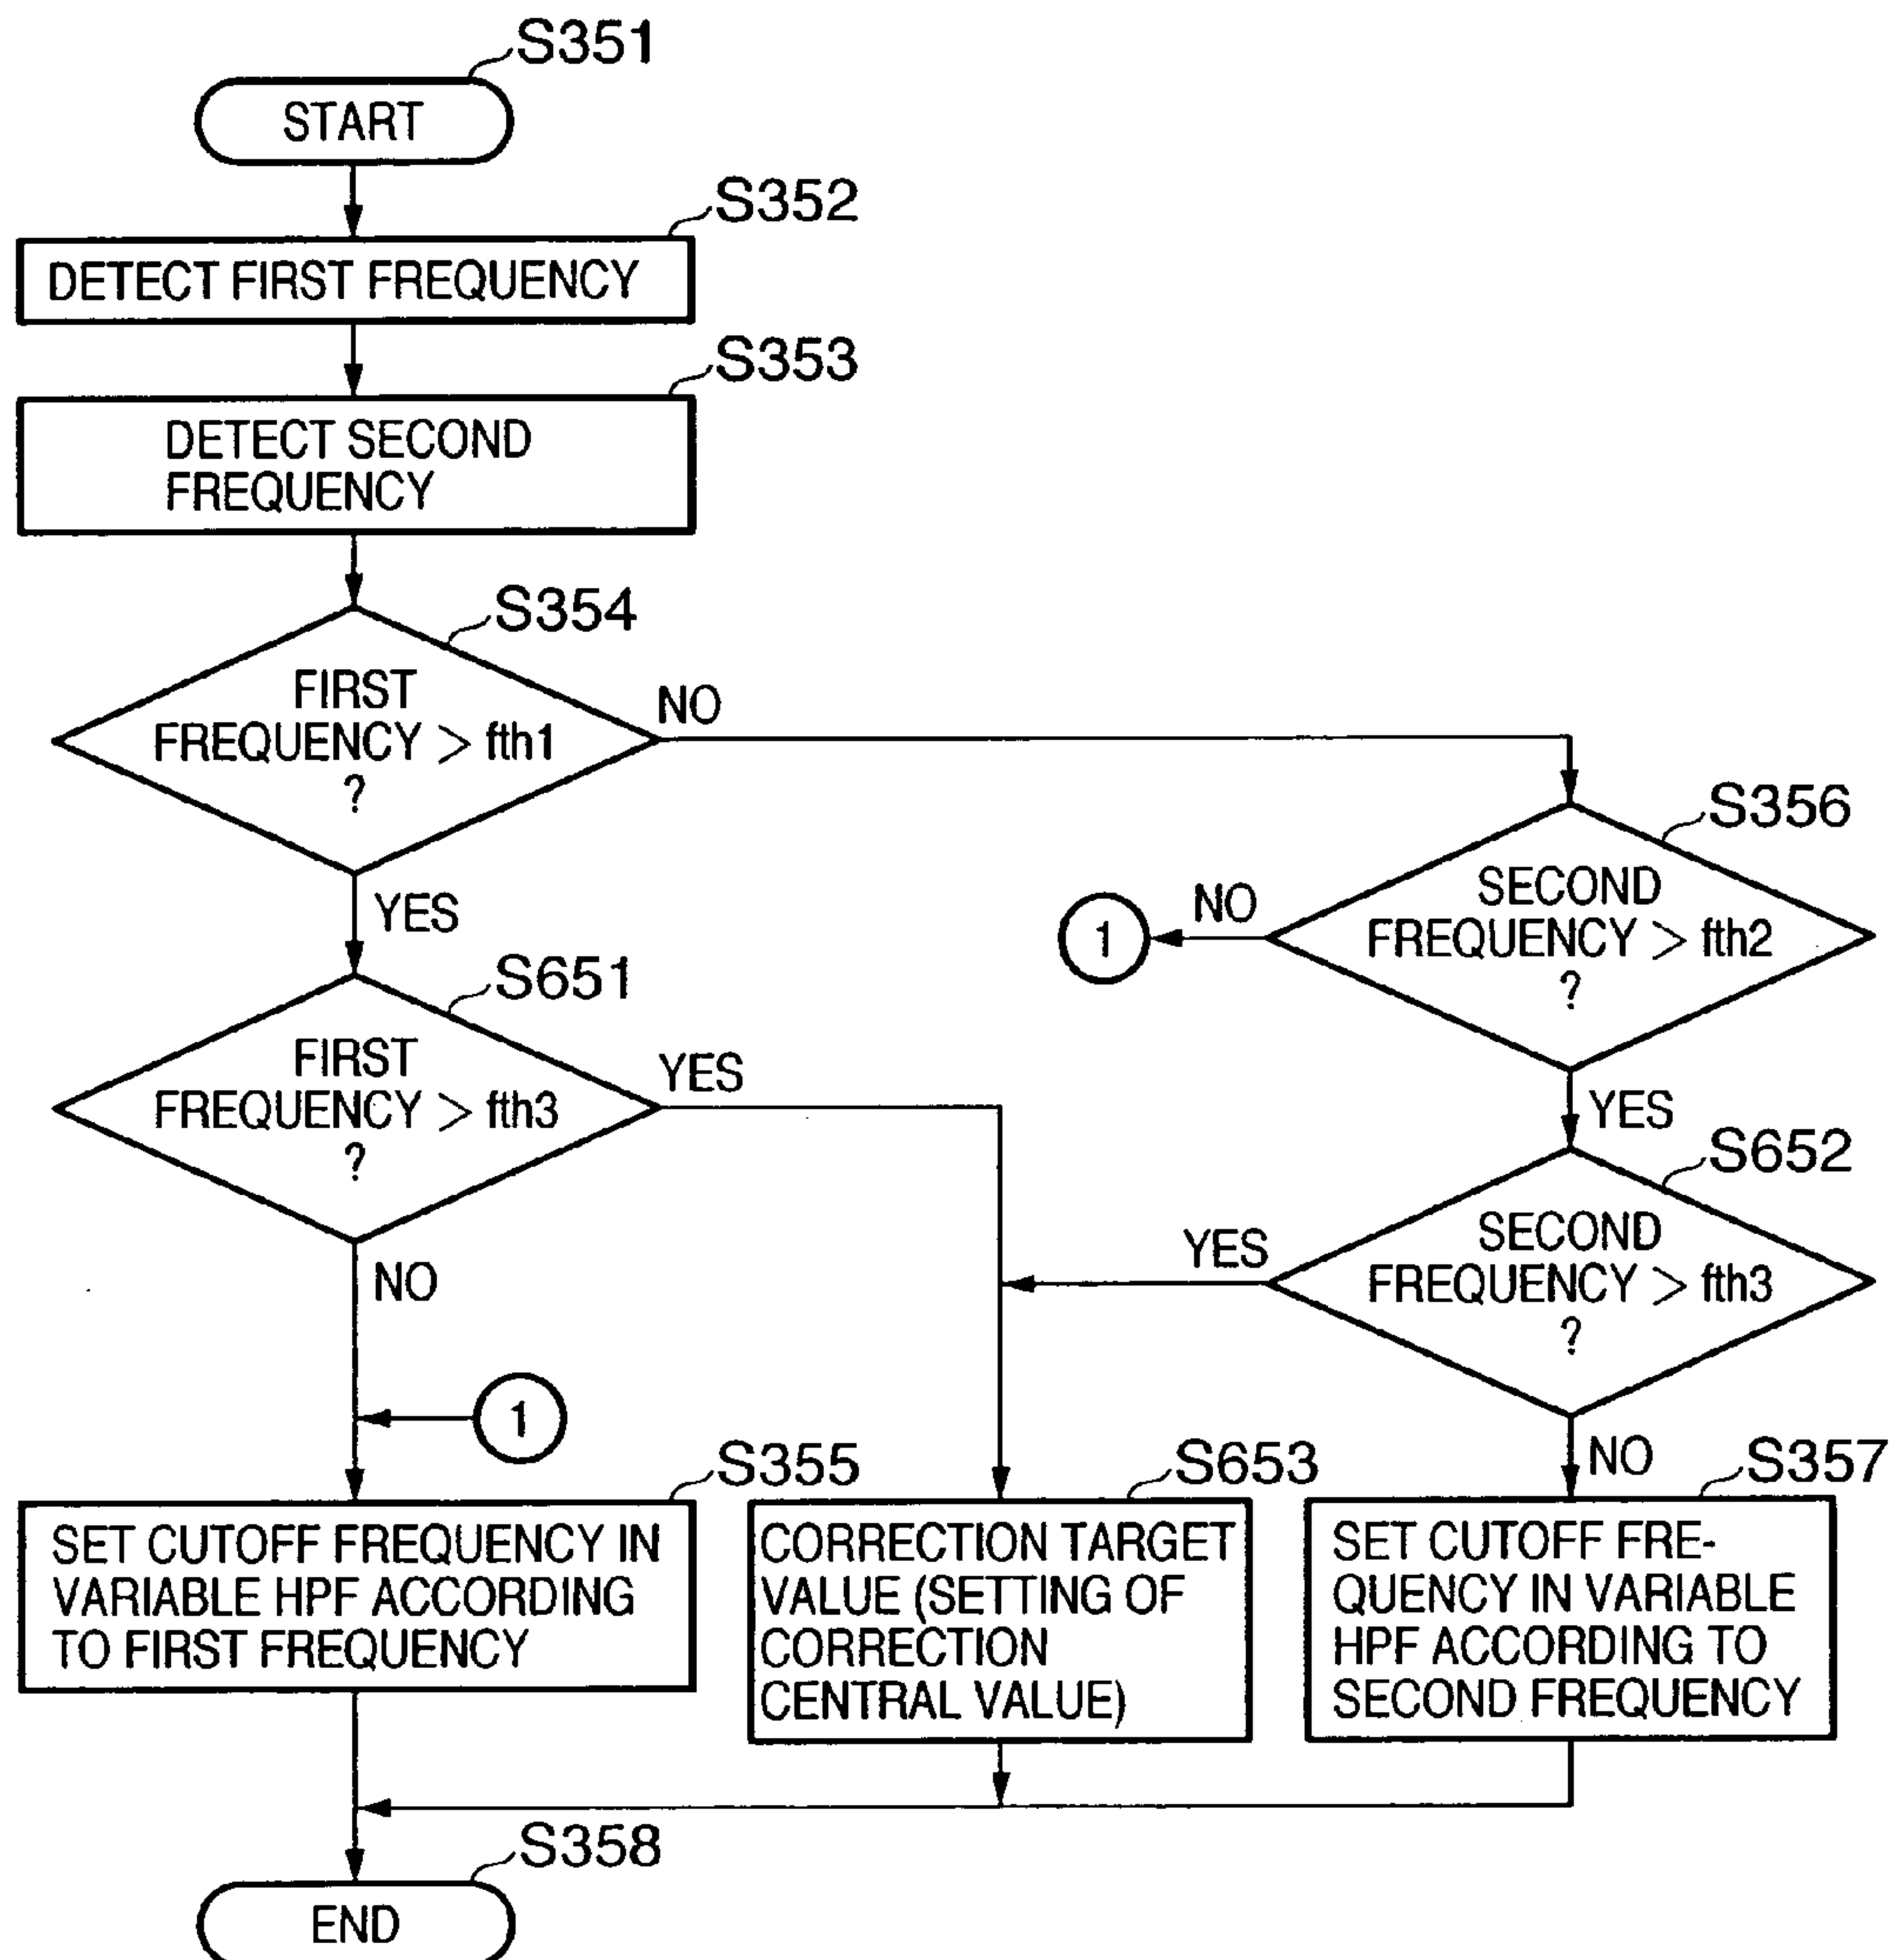 S351
START
S352
DETECT FIRST FREQUENCY
S353
DETECT SECOND
FREQUENCY
S354
FIRST
FREQUENCY > fth1
?
NO
YES
S356
SECOND
FREQUENCY > fth2
?
NO
1
YES
S651
FIRST
FREQUENCY > fth3
?
YES
NO
S652
SECOND
FREQUENCY > fth3
?
YES
NO
1
S355
SET CUTOFF FREQUENCY IN
VARIABLE HPF ACCORDING
TO FIRST FREQUENCY
S653
CORRECTION TARGET
VALUE (SETTING OF
CORRECTION
CENTRAL VALUE)
S357
SET CUTOFF FRE-
QUENCY IN VARIABLE
HPF ACCORDING TO
SECOND FREQUENCY
S358
END